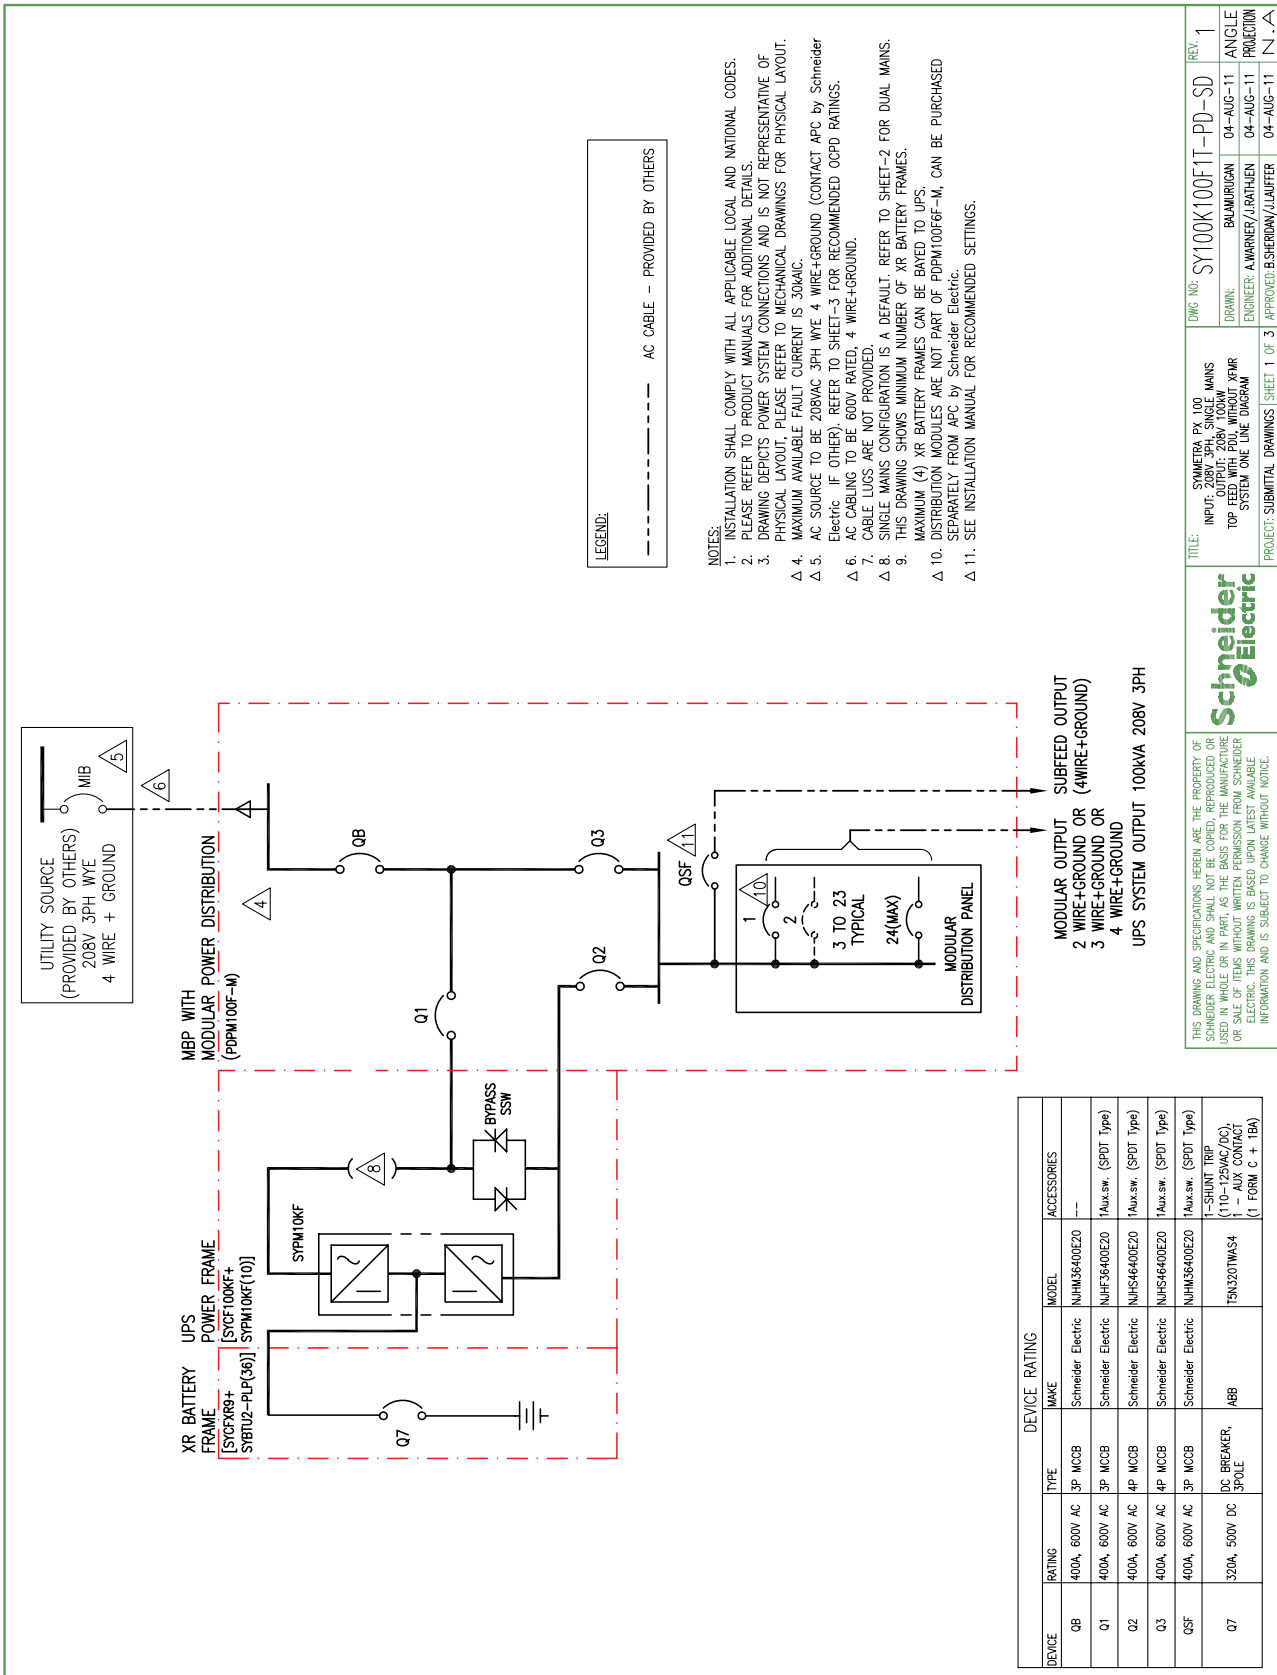 UTILITY SOURCE
(PROVIDED BY OTHERS)
208V 3PH WYE
4 WIRE + GROUND
MIB
5
6
4
XR BATTERY
FRAME
[SYCFXR9+
SYBTU2-PLP(36)]
UPS
POWER FRAME
[SYCF100KF+
SYPM10KF(10)]
MBP WITH
MODULAR POWER DISTRIBUTION
(PDPM100F-M)
SYPM10KF
8
BYPASS
SSW
Q7
Q1
QB
Q2
Q3
QSF
11
10
1
2
3 TO 23
TYPICAL
24(MAX)
MODULAR
DISTRIBUTION PANEL
MODULAR OUTPUT
2 WIRE+GROUND OR
3 WIRE+GROUND OR
4 WIRE+GROUND
SUBFEED OUTPUT
(4WIRE+GROUND)
UPS SYSTEM OUTPUT 100kVA 208V 3PH
LEGEND:
AC CABLE - PROVIDED BY OTHERS
NOTES:
1. INSTALLATION SHALL COMPLY WITH ALL APPLICABLE LOCAL AND NATIONAL CODES.
2. PLEASE REFER TO PRODUCT MANUALS FOR ADDITIONAL DETAILS.
3. DRAWING DEPICTS POWER SYSTEM CONNECTIONS AND IS NOT REPRESENTATIVE OF
PHYSICAL LAYOUT, PLEASE REFER TO MECHANICAL DRAWINGS FOR PHYSICAL LAYOUT.
Δ 4. MAXIMUM AVAILABLE FAULT CURRENT IS 30kAIC.
Δ 5. AC SOURCE TO BE 208VAC 3PH WYE 4 WIRE+GROUND (CONTACT APC by Schneider
Electric IF OTHER). REFER TO SHEET-3 FOR RECOMMENDED OCPD RATINGS.
Δ 6. AC CABLING TO BE 600V RATED, 4 WIRE+GROUND.
7. CABLE LUGS ARE NOT PROVIDED.
Δ 8. SINGLE MAINS CONFIGURATION IS A DEFAULT. REFER TO SHEET-2 FOR DUAL MAINS.
9. THIS DRAWING SHOWS MINIMUM NUMBER OF XR BATTERY FRAMES.
MAXIMUM (4) XR BATTERY FRAMES CAN BE BAYED TO UPS.
Δ 10. DISTRIBUTION MODULES ARE NOT PART OF PDPM100F6F-M, CAN BE PURCHASED
SEPARATELY FROM APC by Schneider Electric.
Δ 11. SEE INSTALLATION MANUAL FOR RECOMMENDED SETTINGS.
DEVICE RATING
DEVICE RATING TYPE MAKE MODEL ACCESSORIES
QB 400A, 600V AC 3P MCCB Schneider Electric NJHM36400E20 --
Q1 400A, 600V AC 3P MCCB Schneider Electric NJHF36400E20 1Aux.sw. (SPDT Type)
Q2 400A, 600V AC 4P MCCB Schneider Electric NJHS46400E20 1Aux.sw. (SPDT Type)
Q3 400A, 600V AC 4P MCCB Schneider Electric NJHS46400E20 1Aux.sw. (SPDT Type)
QSF 400A, 600V AC 3P MCCB Schneider Electric NJHM36400E20 1Aux.sw. (SPDT Type)
Q7 320A, 500V DC DC BREAKER, 3POLE ABB T5N320TWAS4 1-SHUNT TRIP
(110-125VAC/DC),
1 - AUX CONTACT
(1 FORM C + 1BA)
THIS DRAWING AND SPECIFICATIONS HEREIN ARE THE PROPERTY OF
SCHNEIDER ELECTRIC AND SHALL NOT BE COPIED, REPRODUCED OR
USED IN WHOLE OR IN PART, AS THE BASIS FOR THE MANUFACTURE
OR SALE OF ITEMS WITHOUT WRITTEN PERMISSION FROM SCHNEIDER
ELECTRIC. THIS DRAWING IS BASED UPON LATEST AVAILABLE
INFORMATION AND IS SUBJECT TO CHANGE WITHOUT NOTICE.
Schneider
Electric
TITLE: SYMMETRA PX 100
INPUT: 208V 3PH, SINGLE MAINS
OUTPUT: 208V 100kW
TOP FEED WITH PDU, WITHOUT XFMR
SYSTEM ONE LINE DIAGRAM
PROJECT: SUBMITTAL DRAWINGS SHEET 1 OF 3
DWG NO: SY100K100F1T-PD-SD REV. 1
DRAWN: BALAMURUGAN 04-AUG-11 ANGLE
ENGINEER: A.WARNER/J.RATHJEN 04-AUG-11 PROJECTION
APPROVED: B.SHERIDAN/J.LAUFFER 04-AUG-11 N.A